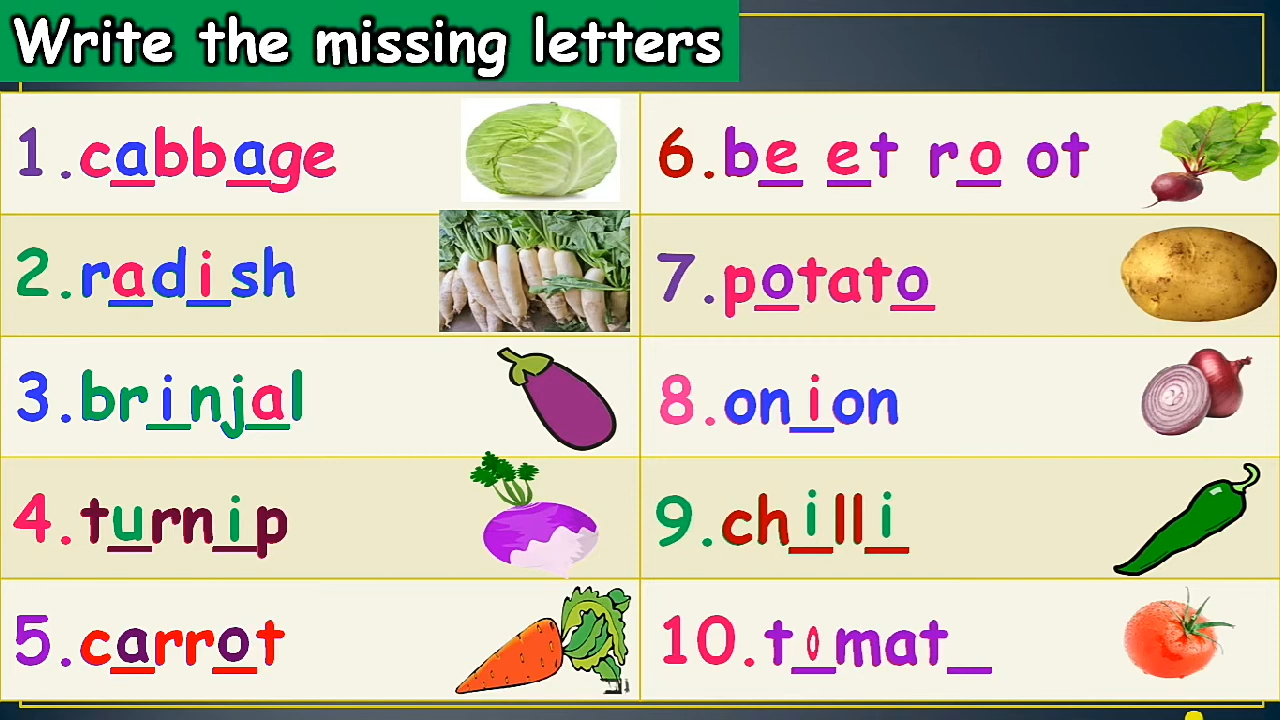 Write the missing letters
1.cabbage
2.radish
3.brinjal
4.turnip
5.carrot
6.be et ro ot
7.potato
8.onion
9.chilli
10.tomat_